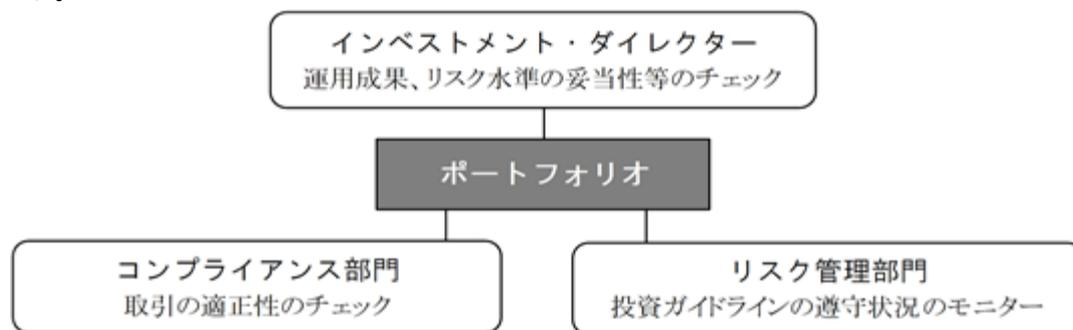 インベストメント・ダイレクター
運用成果、リスク水準の妥当性等のチェック
ポートフォリオ
コンプライアンス部門
取引の適正性のチェック
リスク管理部門
投資ガイドラインの遵守状況のモニター